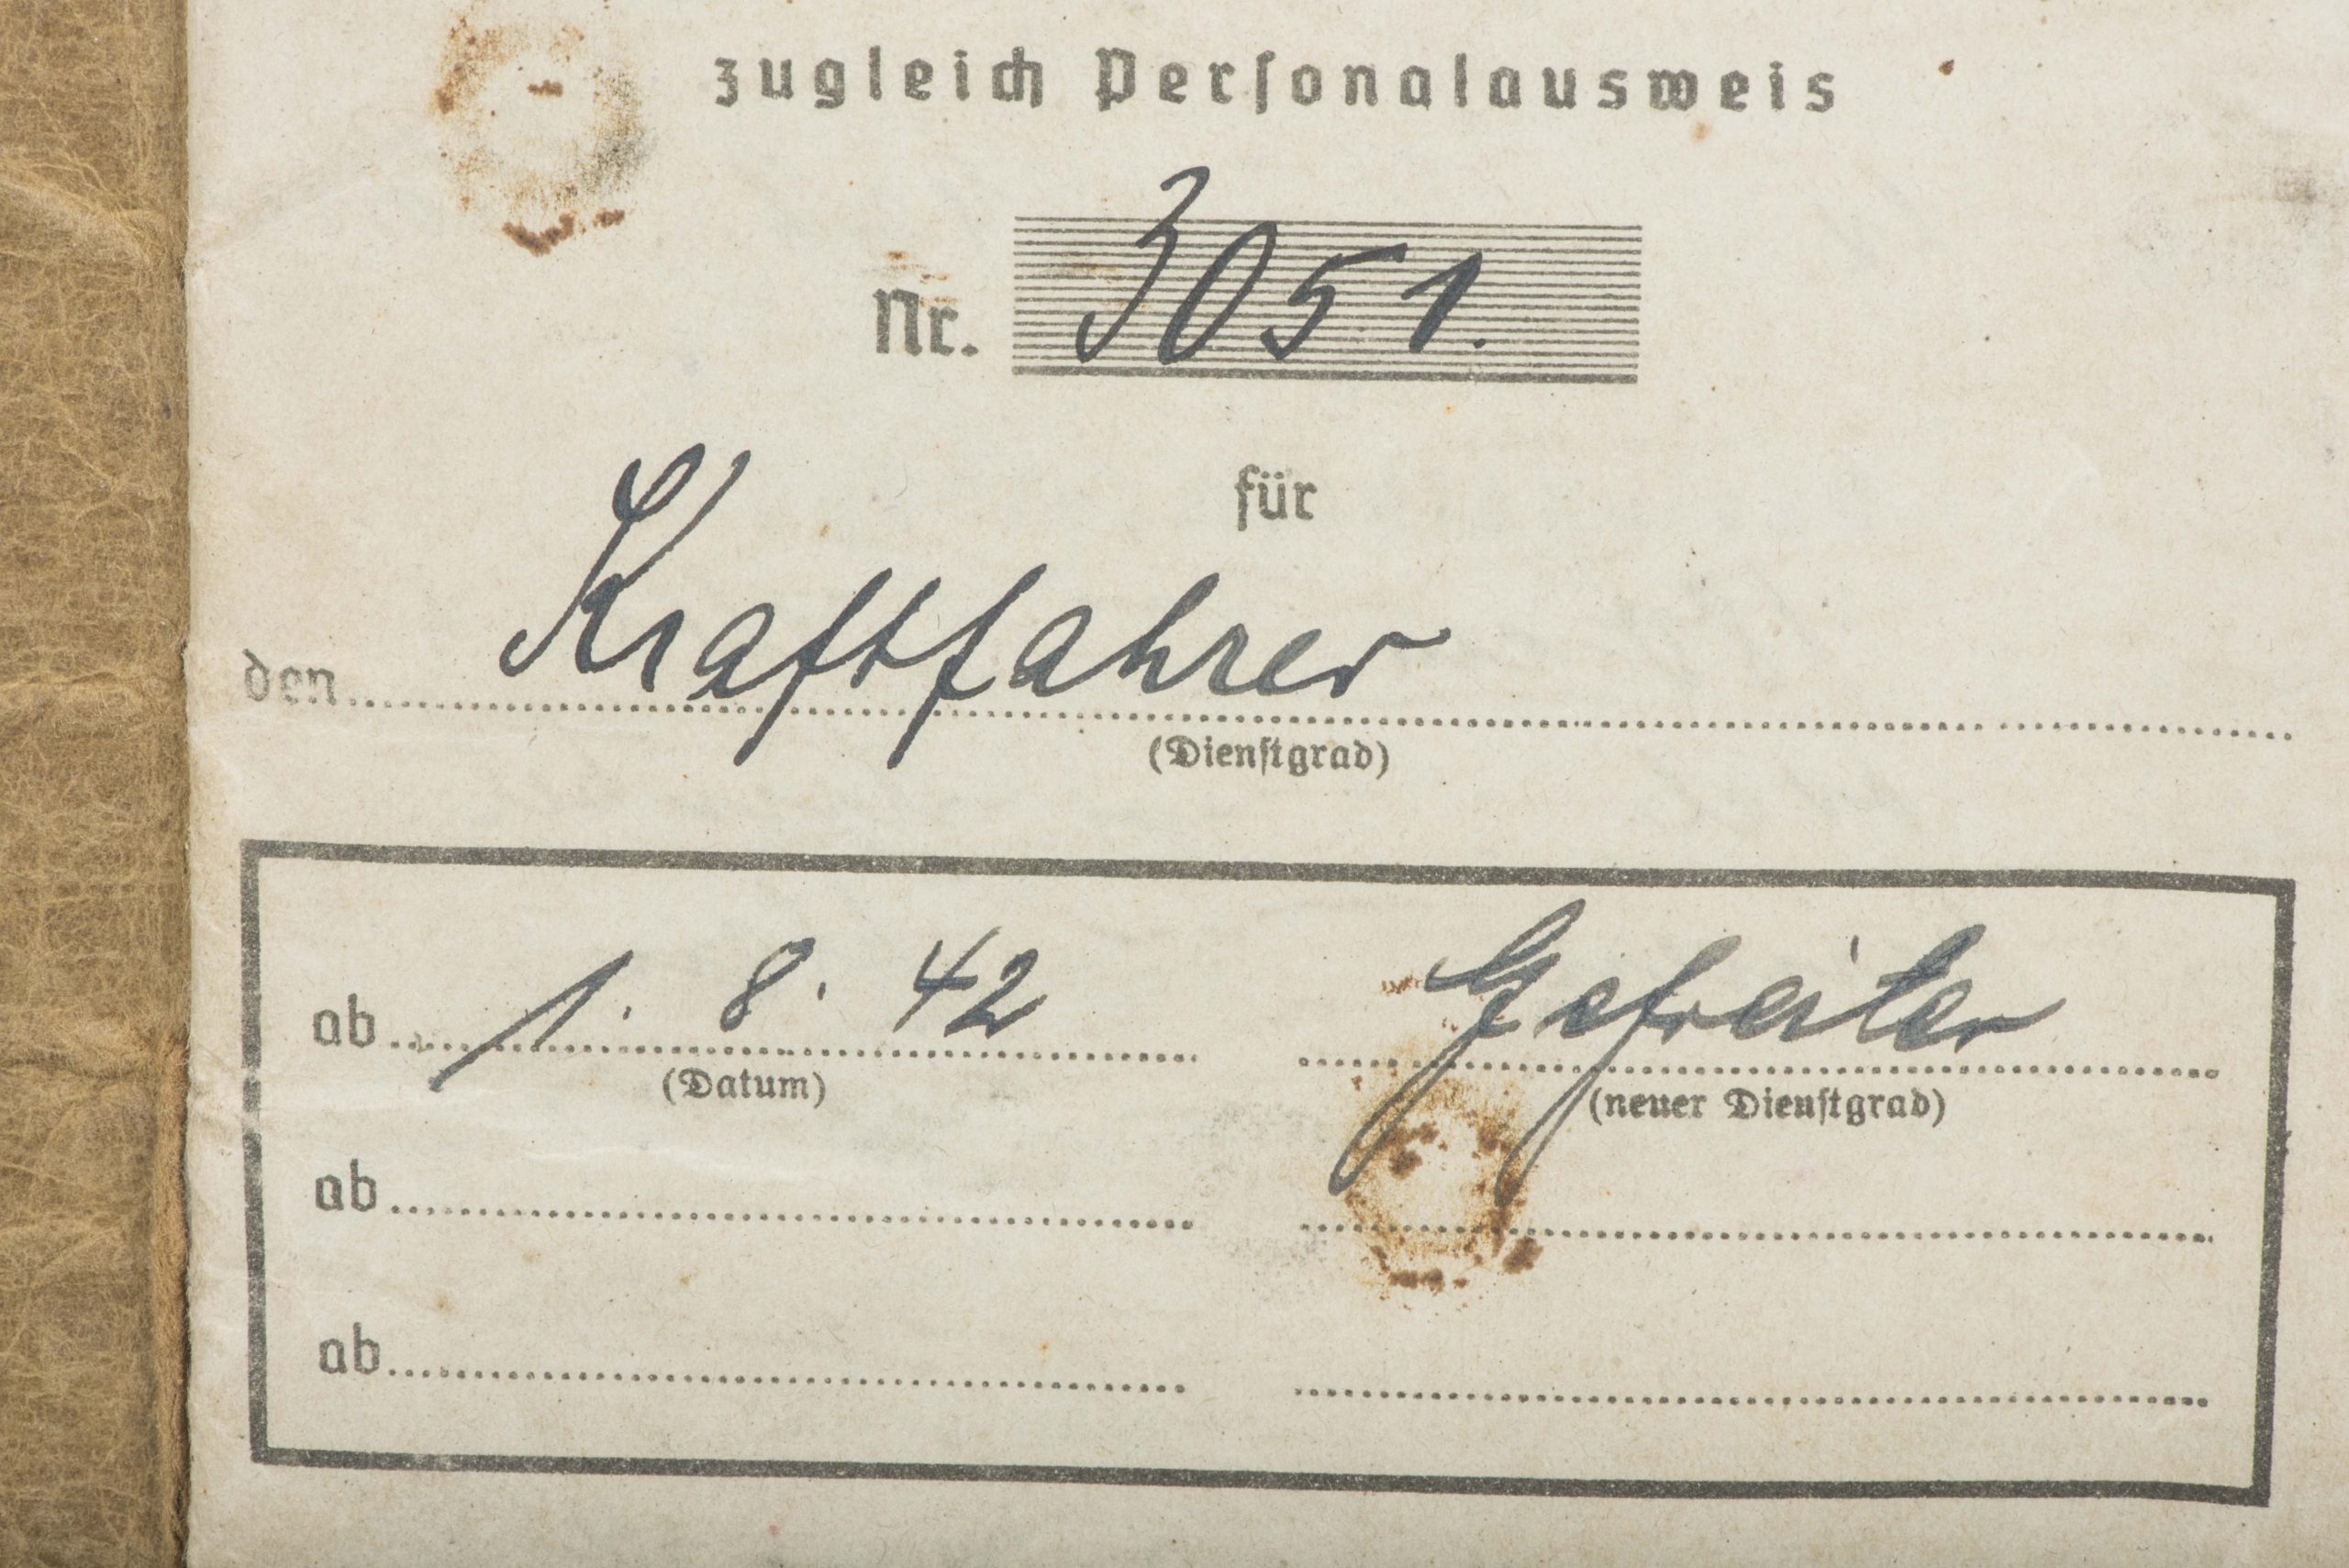 zugleich Personalausweis
Nr. 3051.
für
den Kraftfahrer
(Dienstgrad)
ab 1. 8. 42 Gefreiter
(Datum) (neuer Dienstgrad)
ab
ab